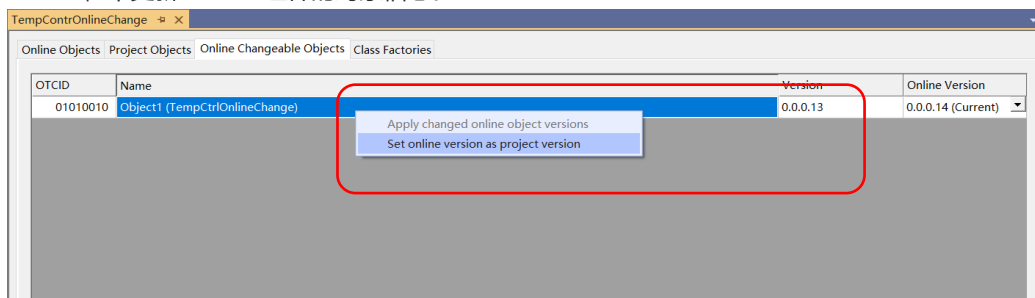 TempContrOnlineChange
Online Objects Project Objects Online Changeable Objects Class Factories
OTCID Name Version Online Version
01010010 Object1 (TempCtrlOnlineChange) 0.0.0.13 0.0.0.14 (Current)
Apply changed online object versions
Set online version as project version